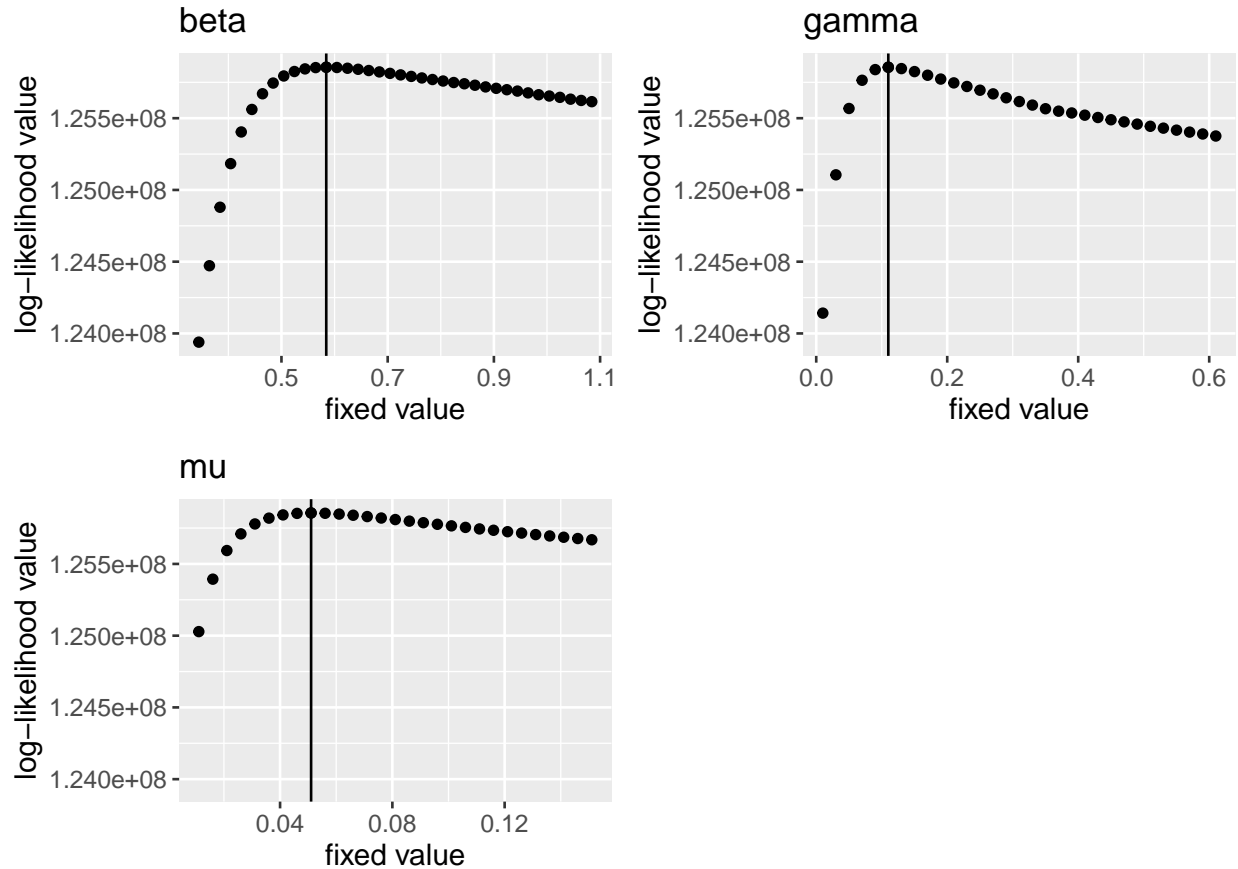 beta
log−likelihood value
1.255e+08
1.250e+08
1.245e+08
1.240e+08
0.5 0.7 0.9 1.1
fixed value
gamma
log−likelihood value
1.255e+08
1.250e+08
1.245e+08
1.240e+08
0.0 0.2 0.4 0.6
fixed value
mu
log−likelihood value
1.255e+08
1.250e+08
1.245e+08
1.240e+08
0.04 0.08 0.12
fixed value